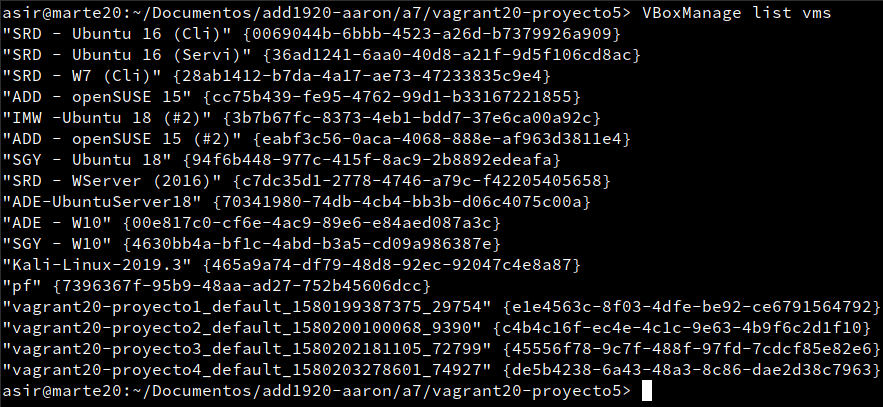 asir@marte20:~/Documentos/add1920-aaron/a7/vagrant20-proyecto5> VBoxManage list vms
"SRD - Ubuntu 16 (Cli)" {0069044b-6bbb-4523-a26d-b7379926a909}
"SRD - Ubuntu 16 (Servi)" {36ad1241-6aa0-40d8-a21f-9d5f106cd8ac}
"SRD - W7 (Cli)" {28ab1412-b7da-4a17-ae73-47233835c9e4}
"ADD - openSUSE 15" {cc75b439-fe95-4762-99d1-b33167221855}
"IMW -Ubuntu 18 (#2)" {3b7b67fc-8373-4eb1-bdd7-37e6ca00a92c}
"ADD - openSUSE 15 (#2)" {eabf3c56-0aca-4068-888e-af963d3811e4}
"SGY - Ubuntu 18" {94f6b448-977c-415f-8ac9-2b8892edeafa}
"SRD - WServer (2016)" {c7dc35d1-2778-4746-a79c-f42205405658}
"ADE-UbuntuServer18" {70341980-74db-4cb4-bb3b-d06c4075c00a}
"ADE - W10" {00e817c0-cf6e-4ac9-89e6-e84aed087a3c}
"SGY - W10" {4630bb4a-bf1c-4abd-b3a5-cd09a986387e}
"Kali-Linux-2019.3" {465a9a74-df79-48d8-92ec-92047c4e8a87}
"pf" {7396367f-95b9-48aa-ad27-752b45606dcc}
"vagrant20-proyecto1_default_1580199387375_29754" {e1e4563c-8f03-4dfe-be92-ce6791564792}
"vagrant20-proyecto2_default_1580200100068_9390" {c4b4c16f-ec4e-4c1c-9e63-4b9f6c2d1f10}
"vagrant20-proyecto3_default_1580202181105_72799" {45556f78-9c7f-488f-97fd-7cdcf85e82e6}
"vagrant20-proyecto4_default_1580203278601_74927" {de5b4238-6a43-48a3-8c86-dae2d38c7963}
asir@marte20:~/Documentos/add1920-aaron/a7/vagrant20-proyecto5>